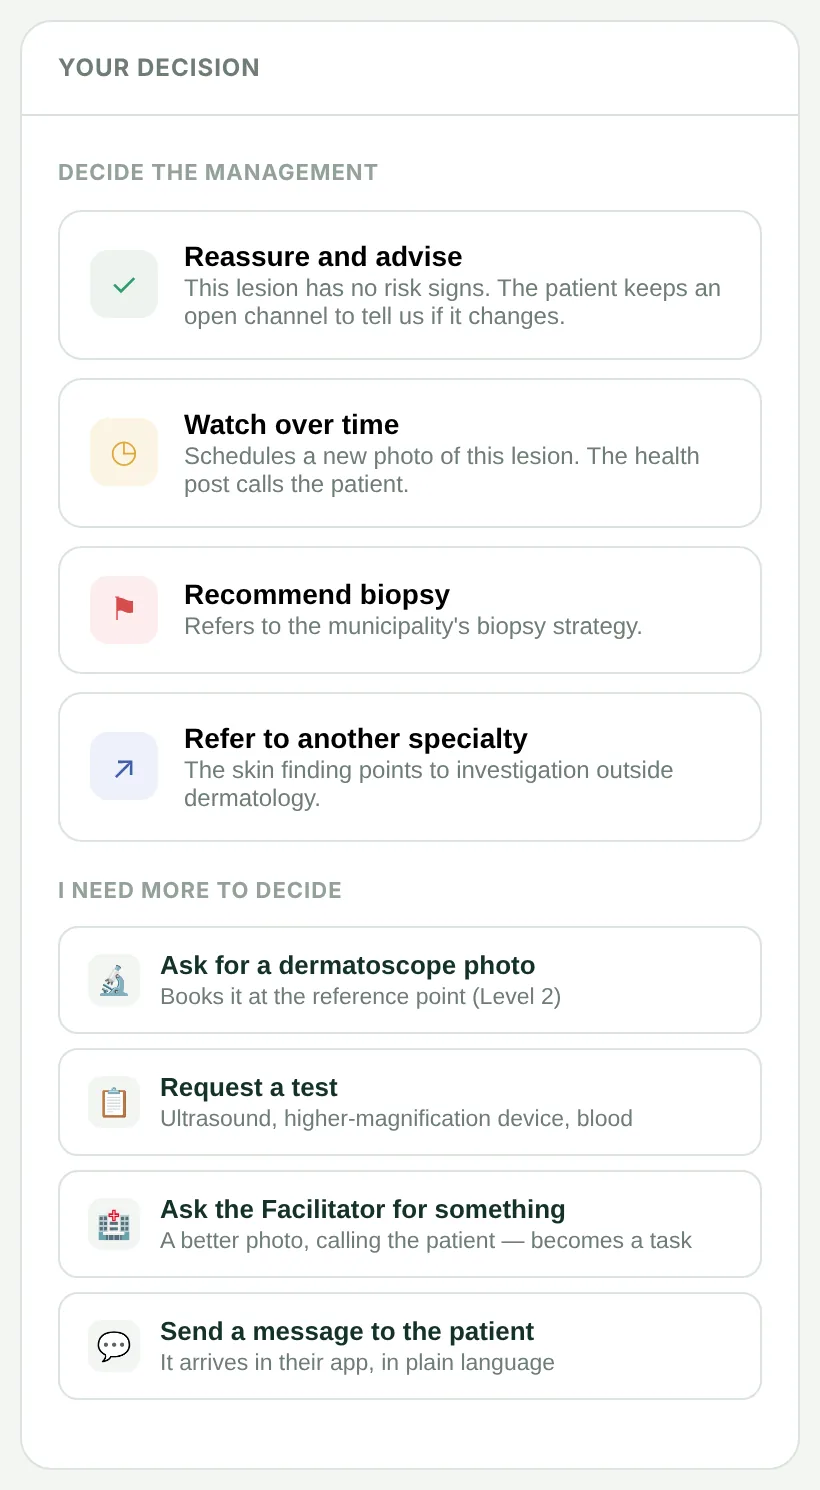 YOUR DECISION
DECIDE THE MANAGEMENT
Reassure and advise
This lesion has no risk signs. The patient keeps an
open channel to tell us if it changes.
Watch over time
Schedules a new photo of this lesion. The health
post calls the patient.
Recommend biopsy
Refers to the municipality's biopsy strategy.
Refer to another specialty
The skin finding points to investigation outside
dermatology.
I NEED MORE TO DECIDE
Ask for a dermatoscope photo
Books it at the reference point (Level 2)
Request a test
Ultrasound, higher-magnification device, blood
Ask the Facilitator for something
A better photo, calling the patient — becomes a task
Send a message to the patient
It arrives in their app, in plain language